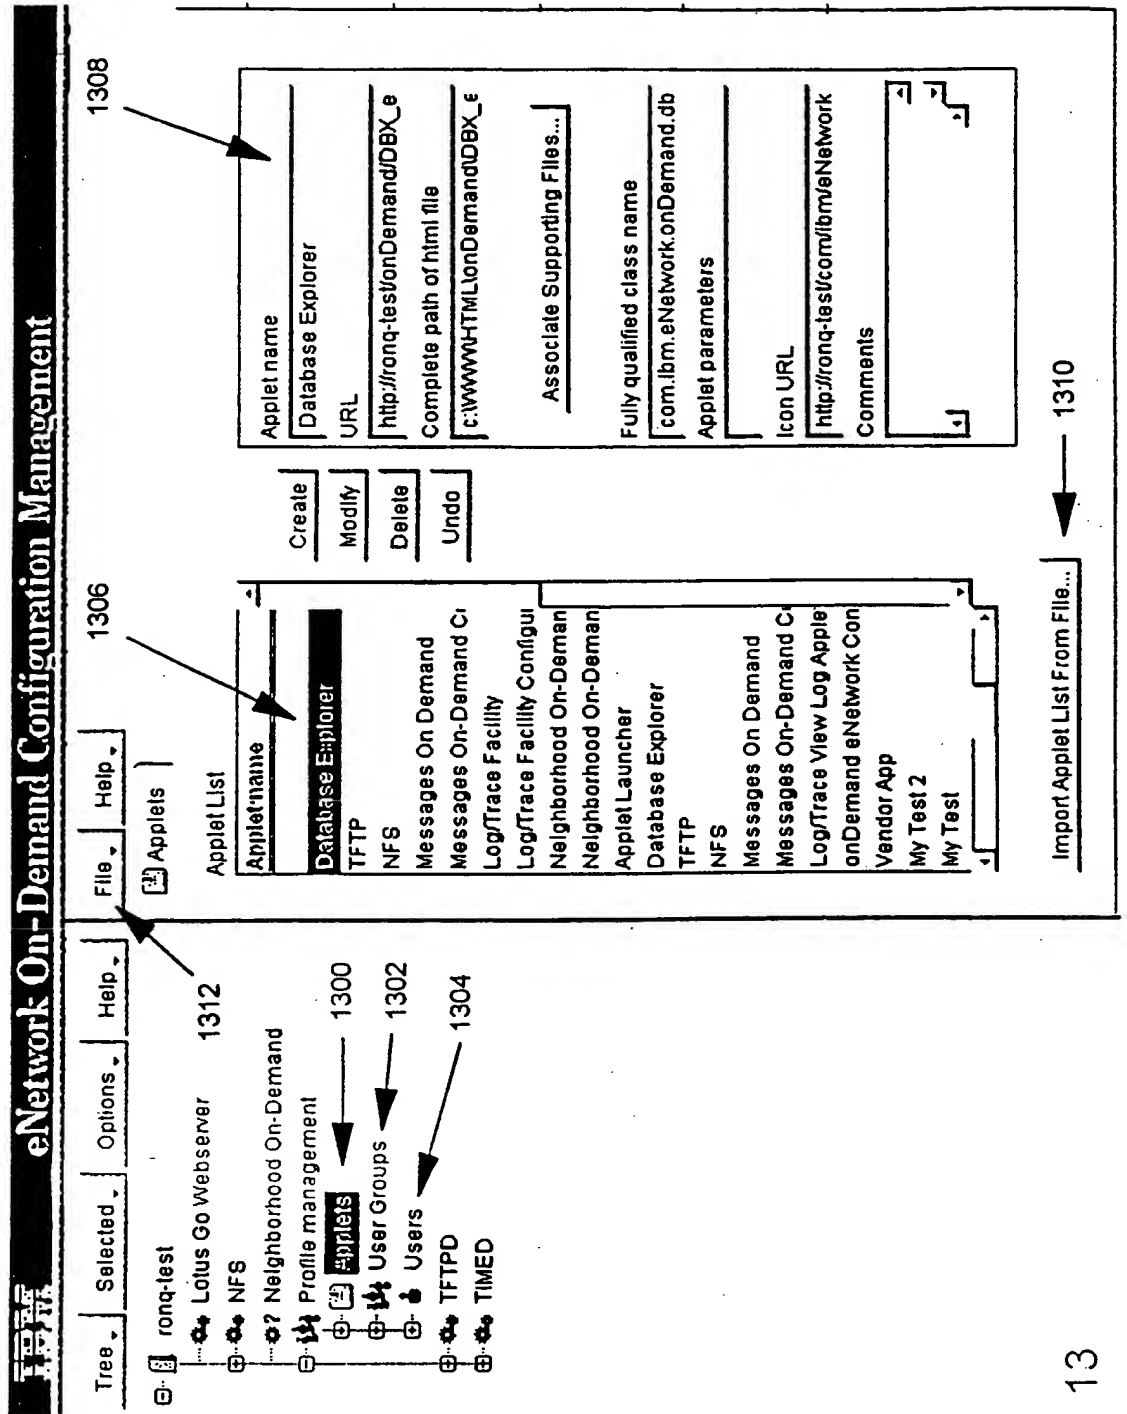 IBM
eNetwork On-Demand Configuration Management
Tree
Selected
Options
Help
File
Help
ronq-test
Lotus Go Webserver
NFS
? Neighborhood On-Demand
Profile management
Applets
User Groups
Users
TFTPD
TIMED
1312
1300
1302
1304
Applets
1306
1308
Applet List
Applet name
Database Explorer
TFTP
NFS
Messages On Demand
Messages On-Demand C
Log/Trace Facility
Log/Trace Facility Configu
Neighborhood On-Deman
Neighborhood On-Deman
Applet Launcher
Database Explorer
TFTP
NFS
Messages On Demand
Messages On-Demand C
Log/Trace View Log Apple
onDemand eNetwork Con
Vendor App
My Test 2
My Test
Import Applet List From File...
1310
Create
Modify
Delete
Undo
Applet name
Database Explorer
URL
http://ronq-test/onDemand/DBX_e
Complete path of html file
c:\WWW\HTML\onDemand\DBX_e
Associate Supporting Files...
Fully qualified class name
com.ibm.eNetwork.onDemand.db
Applet parameters
Icon URL
http://ronq-test/com/ibm/eNetwork
Comments
13